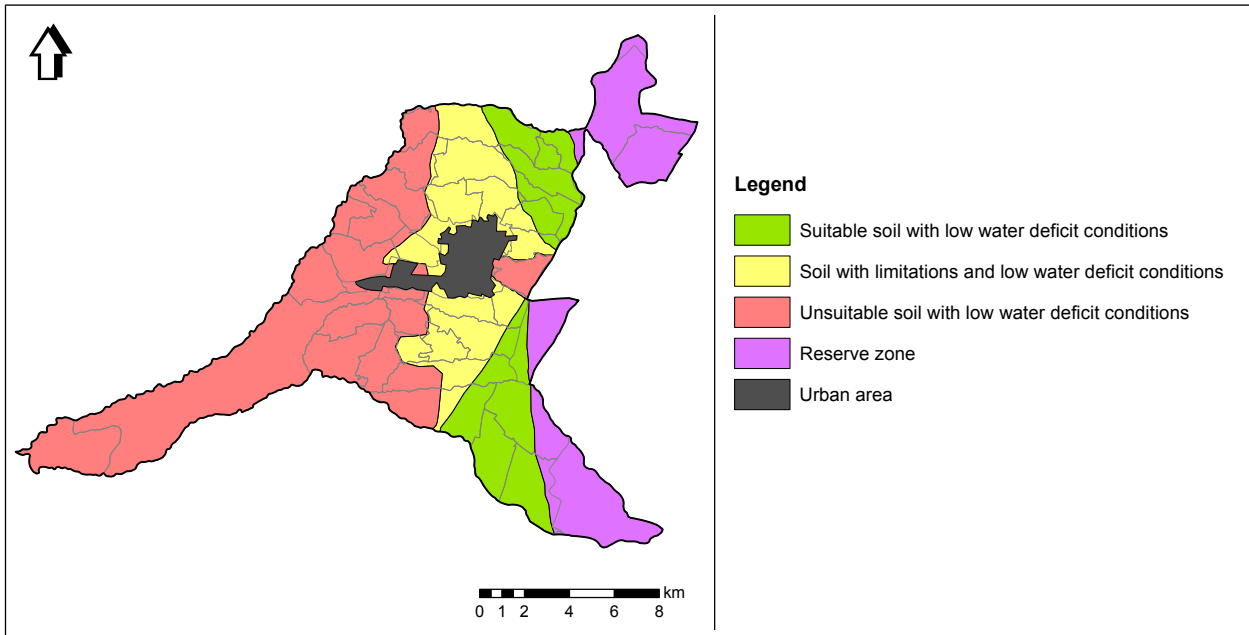 Legend
Suitable soil with low water deficit conditions
Soil with limitations and low water deficit conditions
Unsuitable soil with low water deficit conditions
Reserve zone
Urban area
km
0 1 2 4 6 8